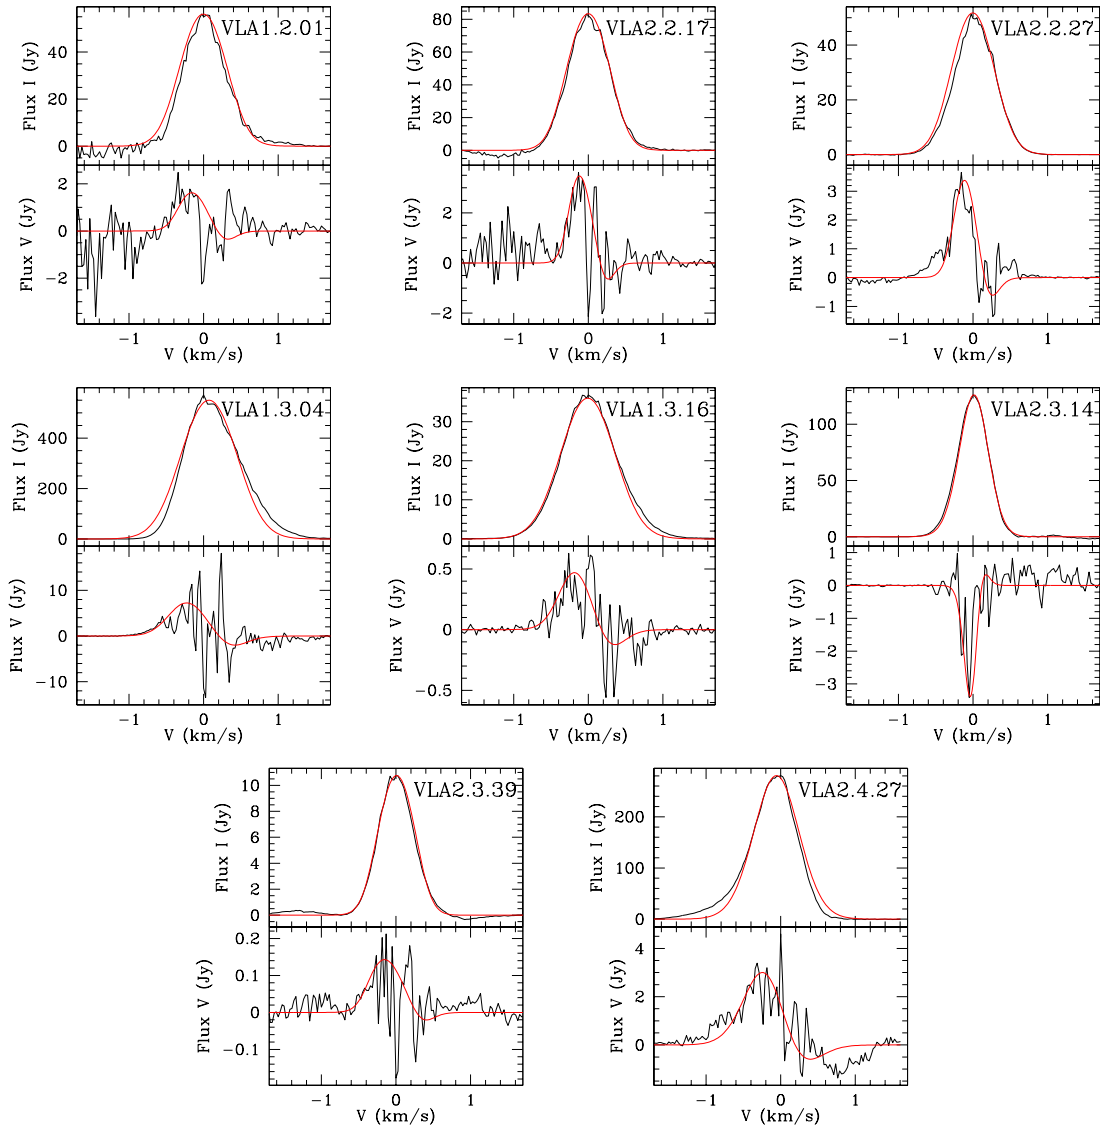 VLA1.2.01
Flux I (Jy)
60
40
20
0
Flux V (Jy)
2
0
−2
−1 0 1
V (km/s)
VLA2.2.17
Flux I (Jy)
80
60
40
20
0
Flux V (Jy)
2
0
−2
−1 0 1
V (km/s)
VLA2.2.27
Flux I (Jy)
40
20
0
Flux V (Jy)
3
2
1
0
−1
−1 0 1
V (km/s)
VLA1.3.04
Flux I (Jy)
400
200
0
Flux V (Jy)
10
0
−10
−1 0 1
V (km/s)
VLA1.3.16
Flux I (Jy)
30
20
10
0
Flux V (Jy)
0.5
0
−0.5
−1 0 1
V (km/s)
VLA2.3.14
Flux I (Jy)
100
50
0
Flux V (Jy)
1
0
−1
−2
−3
−1 0 1
V (km/s)
VLA2.3.39
Flux I (Jy)
10
8
6
4
2
0
Flux V (Jy)
0.2
0.1
0
−0.1
−1 0 1
V (km/s)
VLA2.4.27
Flux I (Jy)
200
100
0
Flux V (Jy)
4
2
0
−1 0 1
V (km/s)